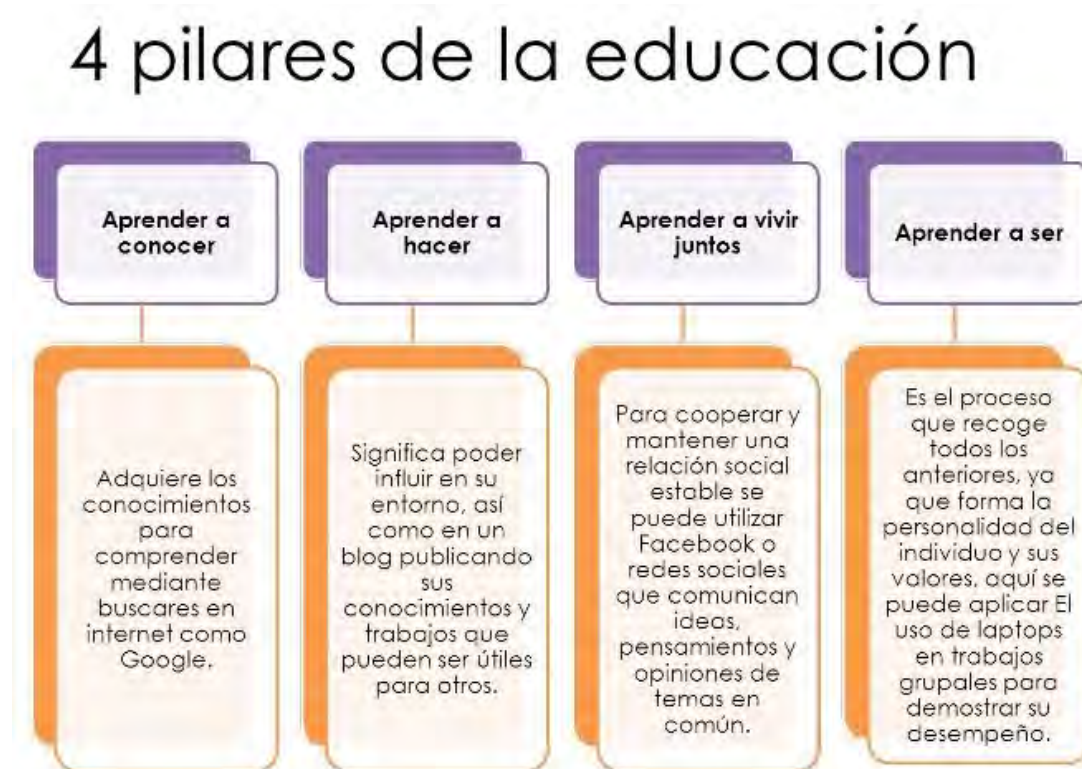 4 pilares de la educación
Aprender a
conocer
Aprender a
hacer
Aprender a vivir
juntos
Aprender a ser
Adquiere los
conocimientos
para
comprender
mediante
buscares en
internet como
Google.
Significa poder
influir en su
entorno, así
como en un
blog publicando
sus
conocimientos y
trabajos que
pueden ser útiles
para otros.
Para cooperar y
mantener una
relación social
estable se
puede utilizar
Facebook o
redes sociales
que comunican
ideas,
pensamientos y
opiniones de
temas en
común.
Es el proceso
que recoge
todos los
anteriores, ya
que forma la
personalidad del
individuo y sus
valores, aquí se
puede aplicar El
uso de laptops
en trabajos
grupales para
demostrar su
desempeño.